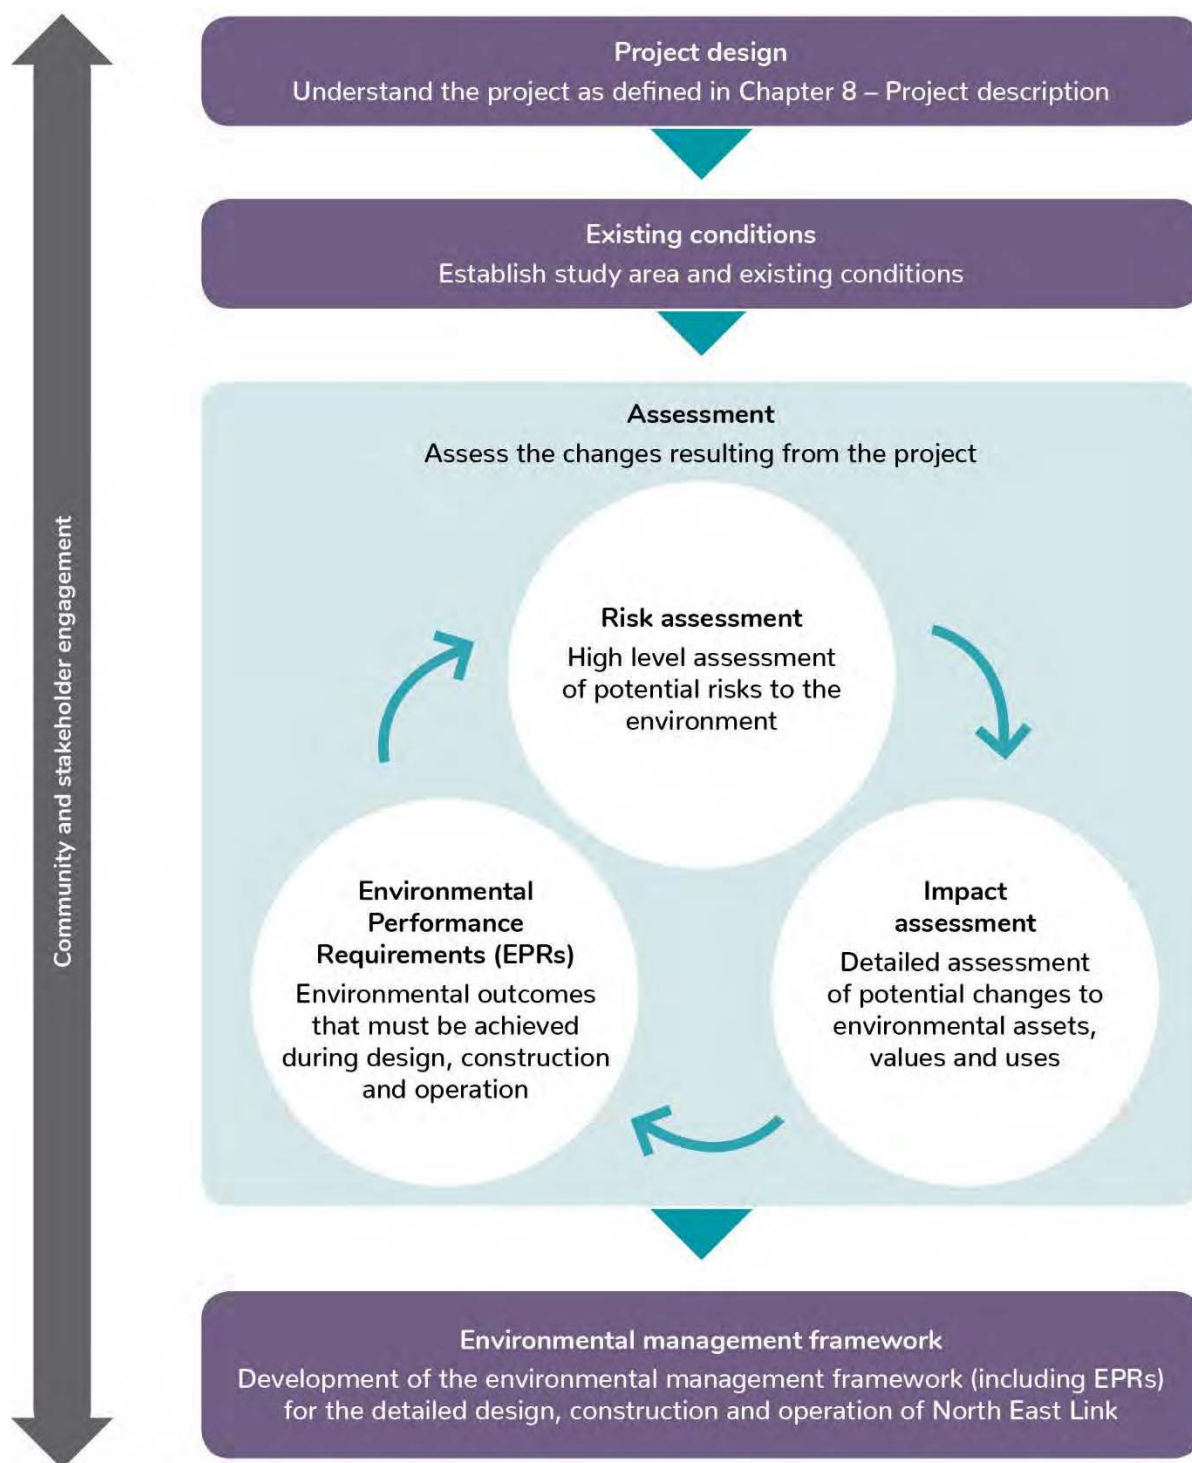 Project design
Understand the project as defined in Chapter 8 – Project description
Existing conditions
Establish study area and existing conditions
Community and stakeholder engagement
Assessment
Assess the changes resulting from the project
Risk assessment
High level assessment
of potential risks to the
environment
Environmental
Performance
Requirements (EPRs)
Environmental outcomes
that must be achieved
during design, construction
and operation
Impact
assessment
Detailed assessment
of potential changes to
environmental assets,
values and uses
Environmental management framework
Development of the environmental management framework (including EPRs)
for the detailed design, construction and operation of North East Link